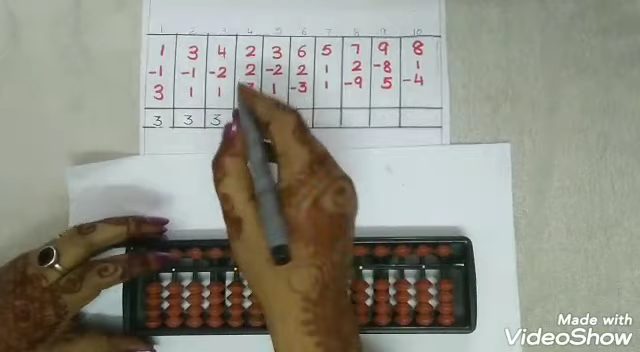 1 2 3 4 5 6 7 8 9 10
1 3 4 2 3 6 5 7 9 8
-1 -1 -2 2 -2 2 1 2 -8 1
3 1 1 1 -3 1 -9 5 -4
3 3 3
Made with
VideoShow